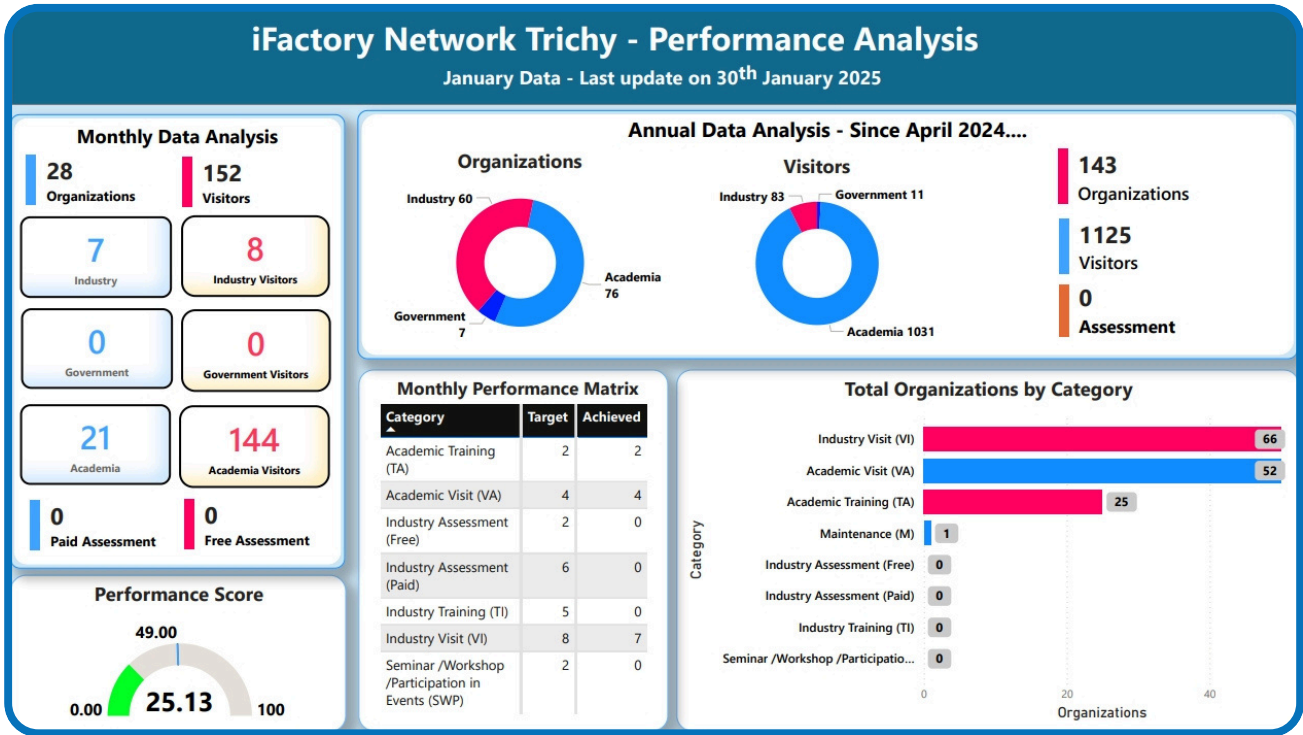 iFactory Network Trichy - Performance Analysis
January Data - Last update on 30th January 2025
Monthly Data Analysis
28
Organizations
152
Visitors
7
Industry
8
Industry Visitors
0
Government
0
Government Visitors
21
Academia
144
Academia Visitors
0
Paid Assessment
0
Free Assessment
Performance Score
49.00
0.00
25.13
100
Annual Data Analysis - Since April 2024....
Organizations
Industry 60
Academia
76
Government
7
Visitors
Industry 83
Government 11
Academia 1031
143
Organizations
1125
Visitors
0
Assessment
Monthly Performance Matrix
Category Target Achieved
Academic Training 2 2
(TA)
Academic Visit (VA) 4 4
Industry Assessment 2 0
(Free)
Industry Assessment 6 0
(Paid)
Industry Training (TI) 5 0
Industry Visit (VI) 8 7
Seminar /Workshop 2 0
/Participation in
Events (SWP)
Total Organizations by Category
Category
Industry Visit (VI) 66
Academic Visit (VA) 52
Academic Training (TA) 25
Maintenance (M) 1
Industry Assessment (Free) 0
Industry Assessment (Paid) 0
Industry Training (TI) 0
Seminar /Workshop /Participatio... 0
0 20 40
Organizations